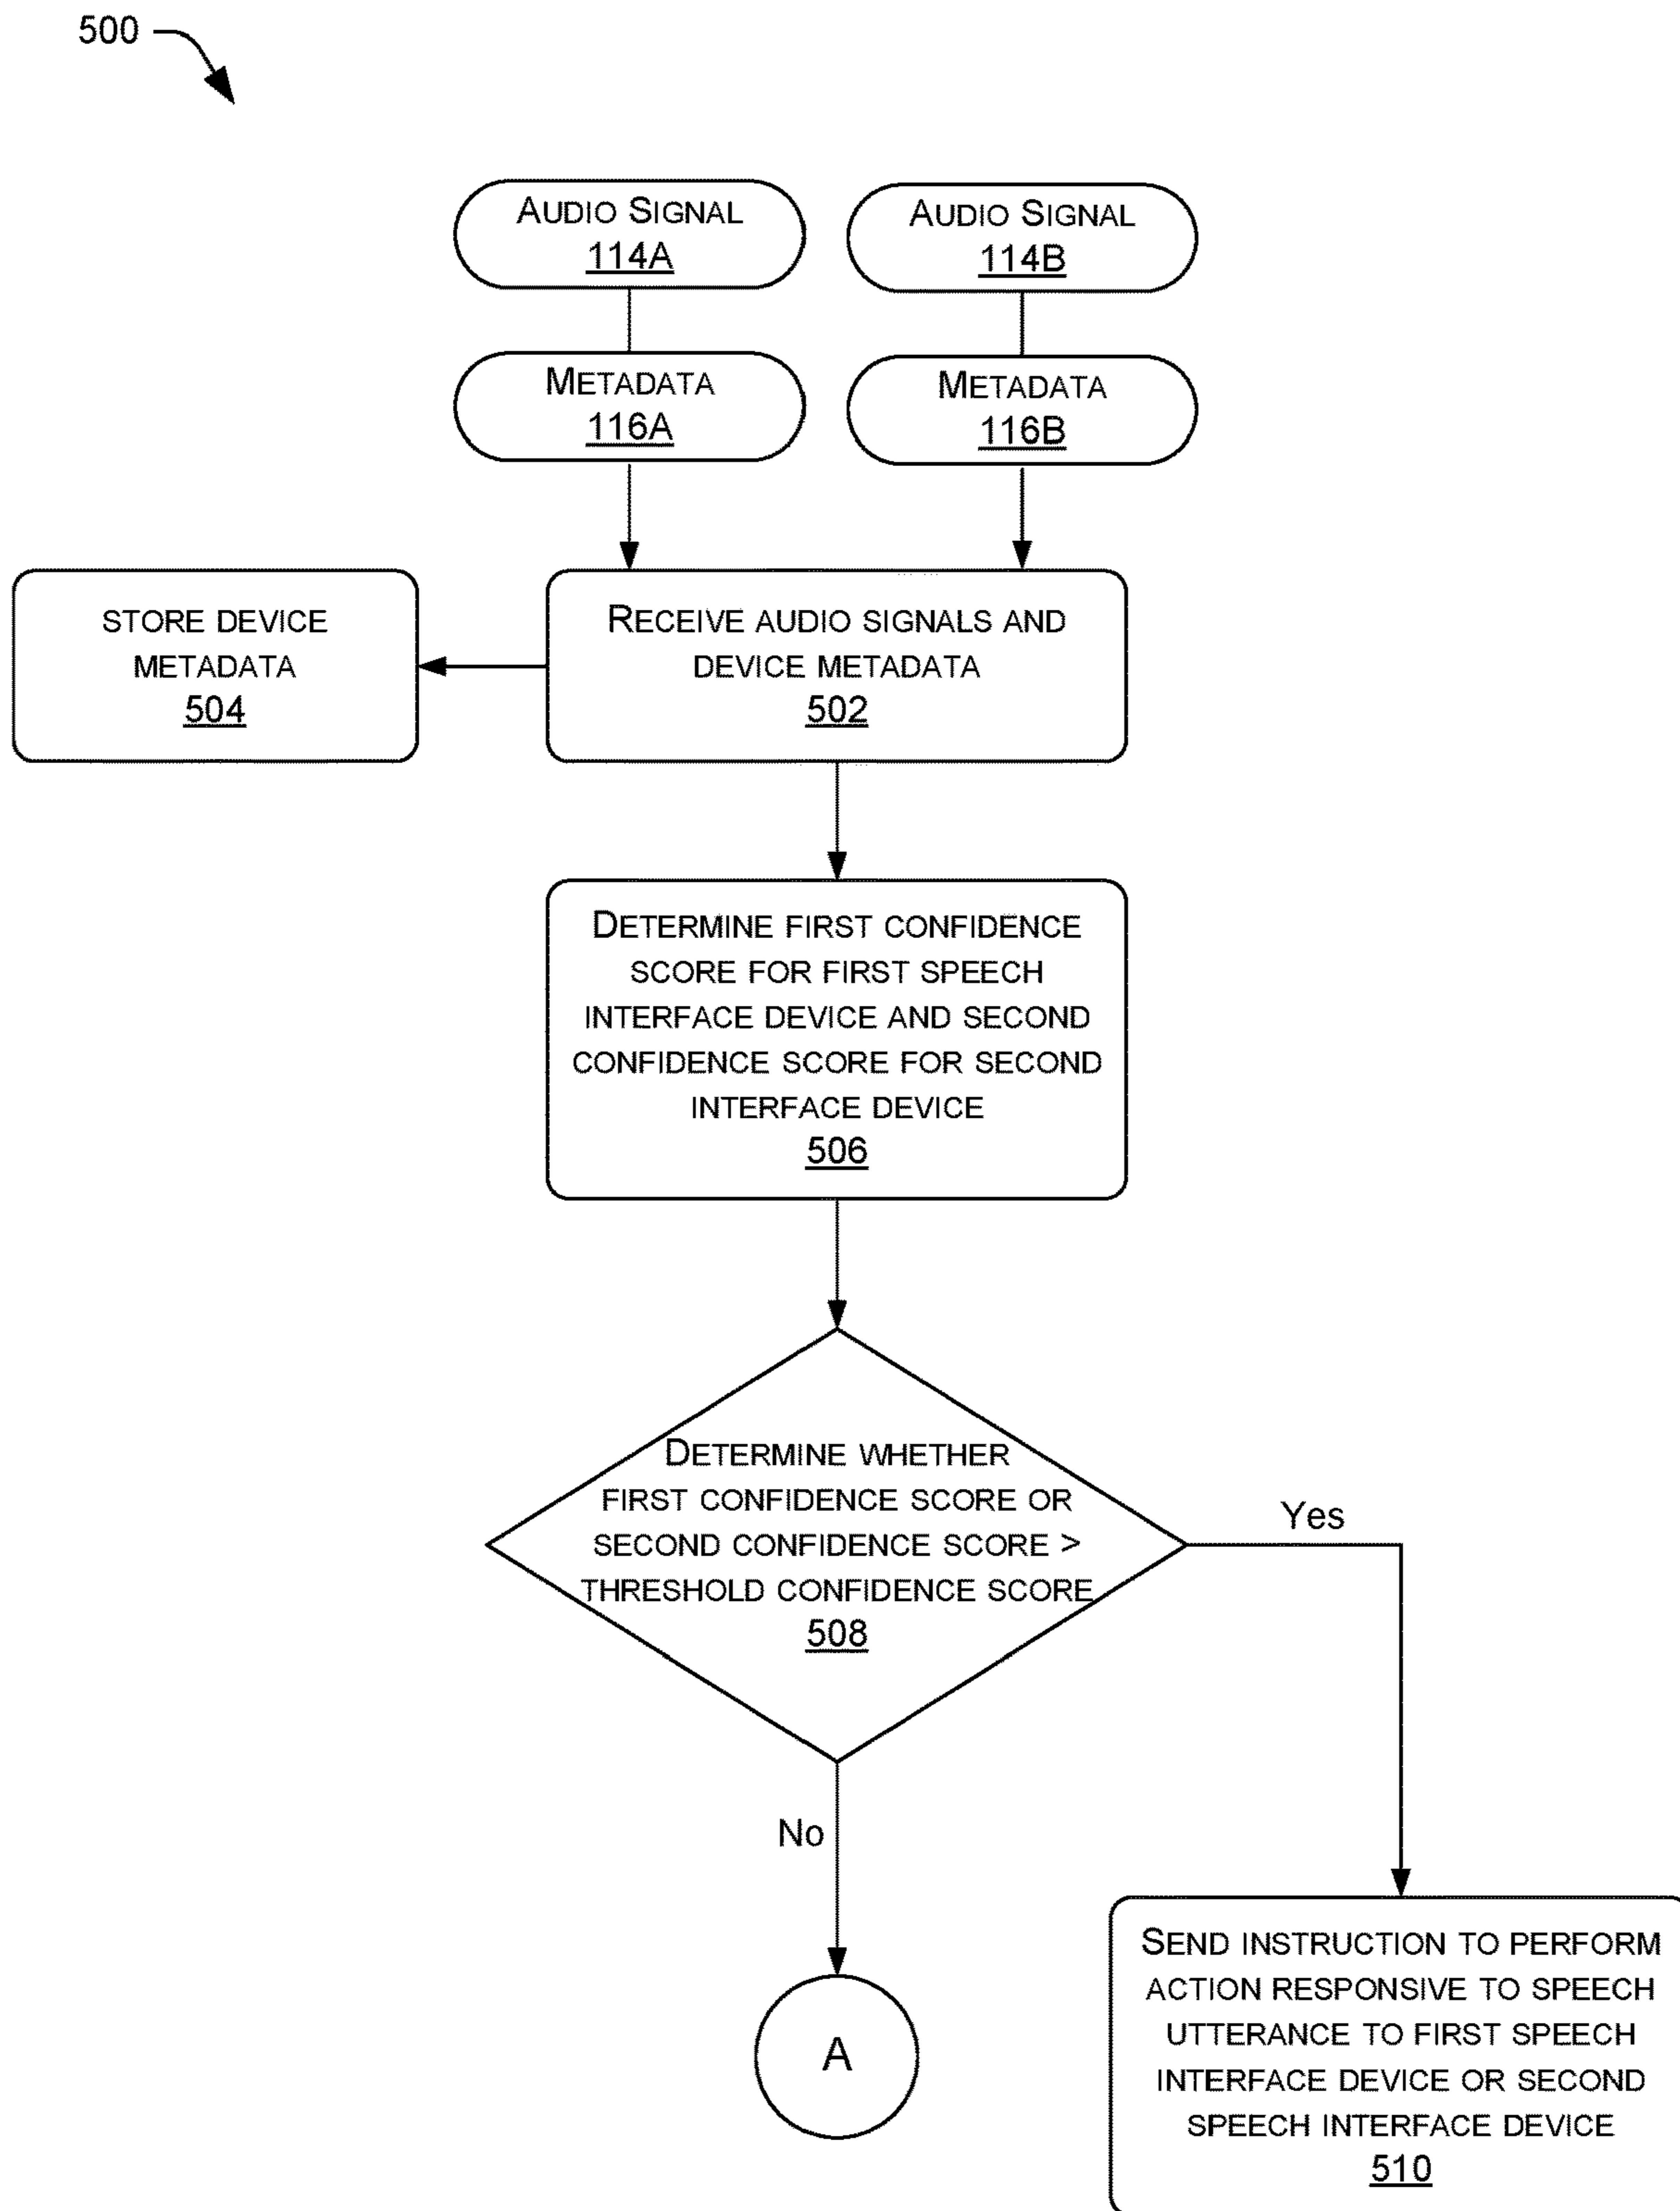 500
AUDIO SIGNAL
114A
AUDIO SIGNAL
114B
METADATA
116A
METADATA
116B
STORE DEVICE
METADATA
504
RECEIVE AUDIO SIGNALS AND
DEVICE METADATA
502
DETERMINE FIRST CONFIDENCE
SCORE FOR FIRST SPEECH
INTERFACE DEVICE AND SECOND
CONFIDENCE SCORE FOR SECOND
INTERFACE DEVICE
506
DETERMINE WHETHER
FIRST CONFIDENCE SCORE OR
SECOND CONFIDENCE SCORE >
THRESHOLD CONFIDENCE SCORE
508
Yes
No
A
SEND INSTRUCTION TO PERFORM
ACTION RESPONSIVE TO SPEECH
UTTERANCE TO FIRST SPEECH
INTERFACE DEVICE OR SECOND
SPEECH INTERFACE DEVICE
510